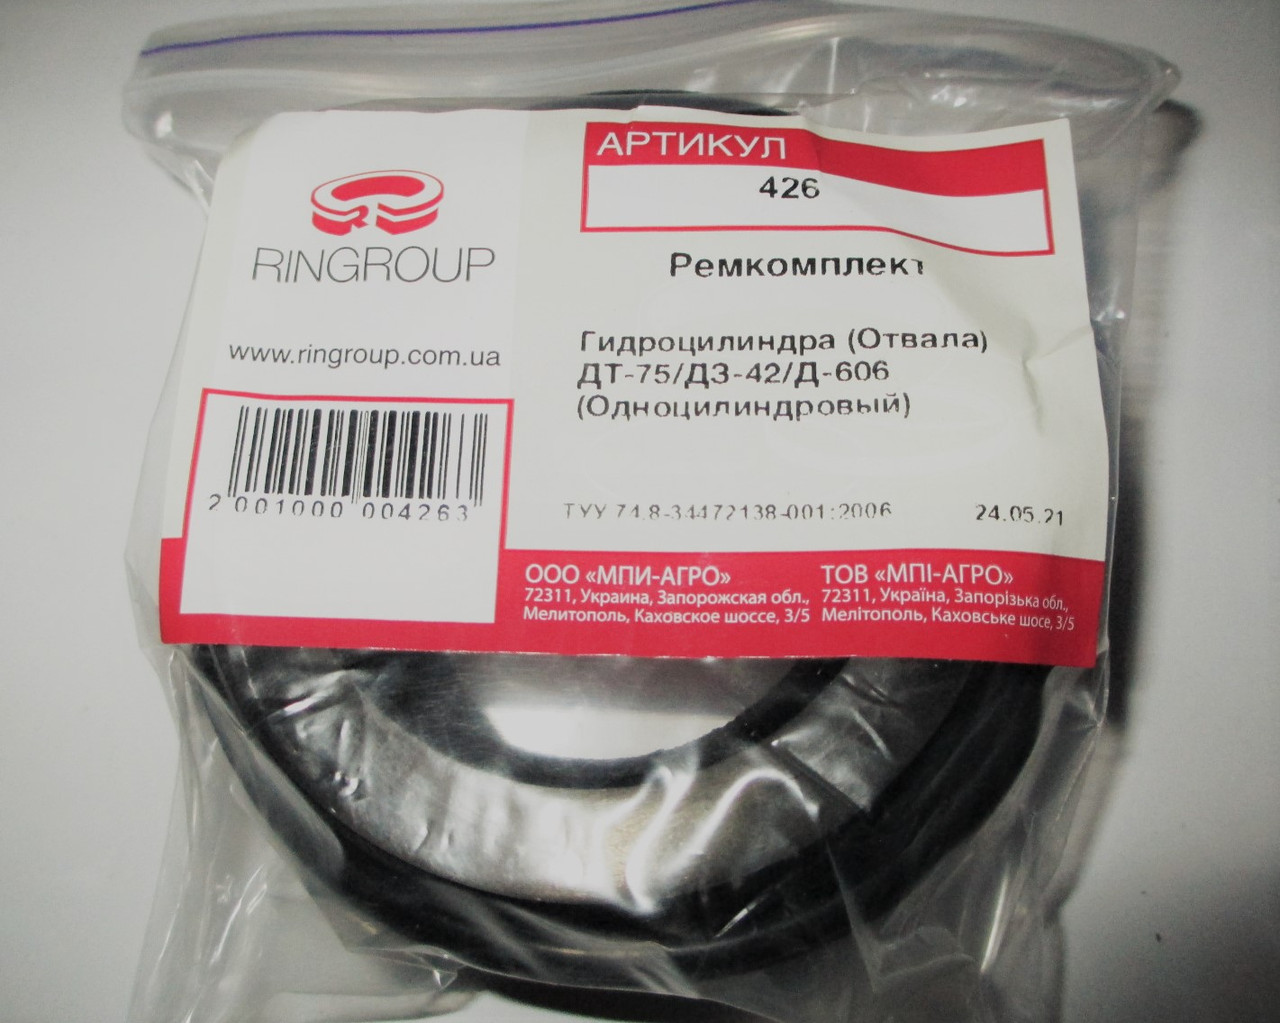 АРТИКУЛ
426
RINGROUP
www.ringroup.com.ua
Ремкомплект
Гидроцилиндра (Отвала)
ДТ-75/ДЗ-42/Д-606
(Одноцилиндровый)
2 001000 004263
ТУУ 74.8-34472138-001:2006
24.05.21
ООО «МПИ-АГРО»
72311, Украина, Запорожская обл.,
Мелитополь, Каховское шоссе, 3/5
ТОВ «МПІ-АГРО»
72311, Україна, Запорізька обл.,
Мелітополь, Каховське шосе, 3/5